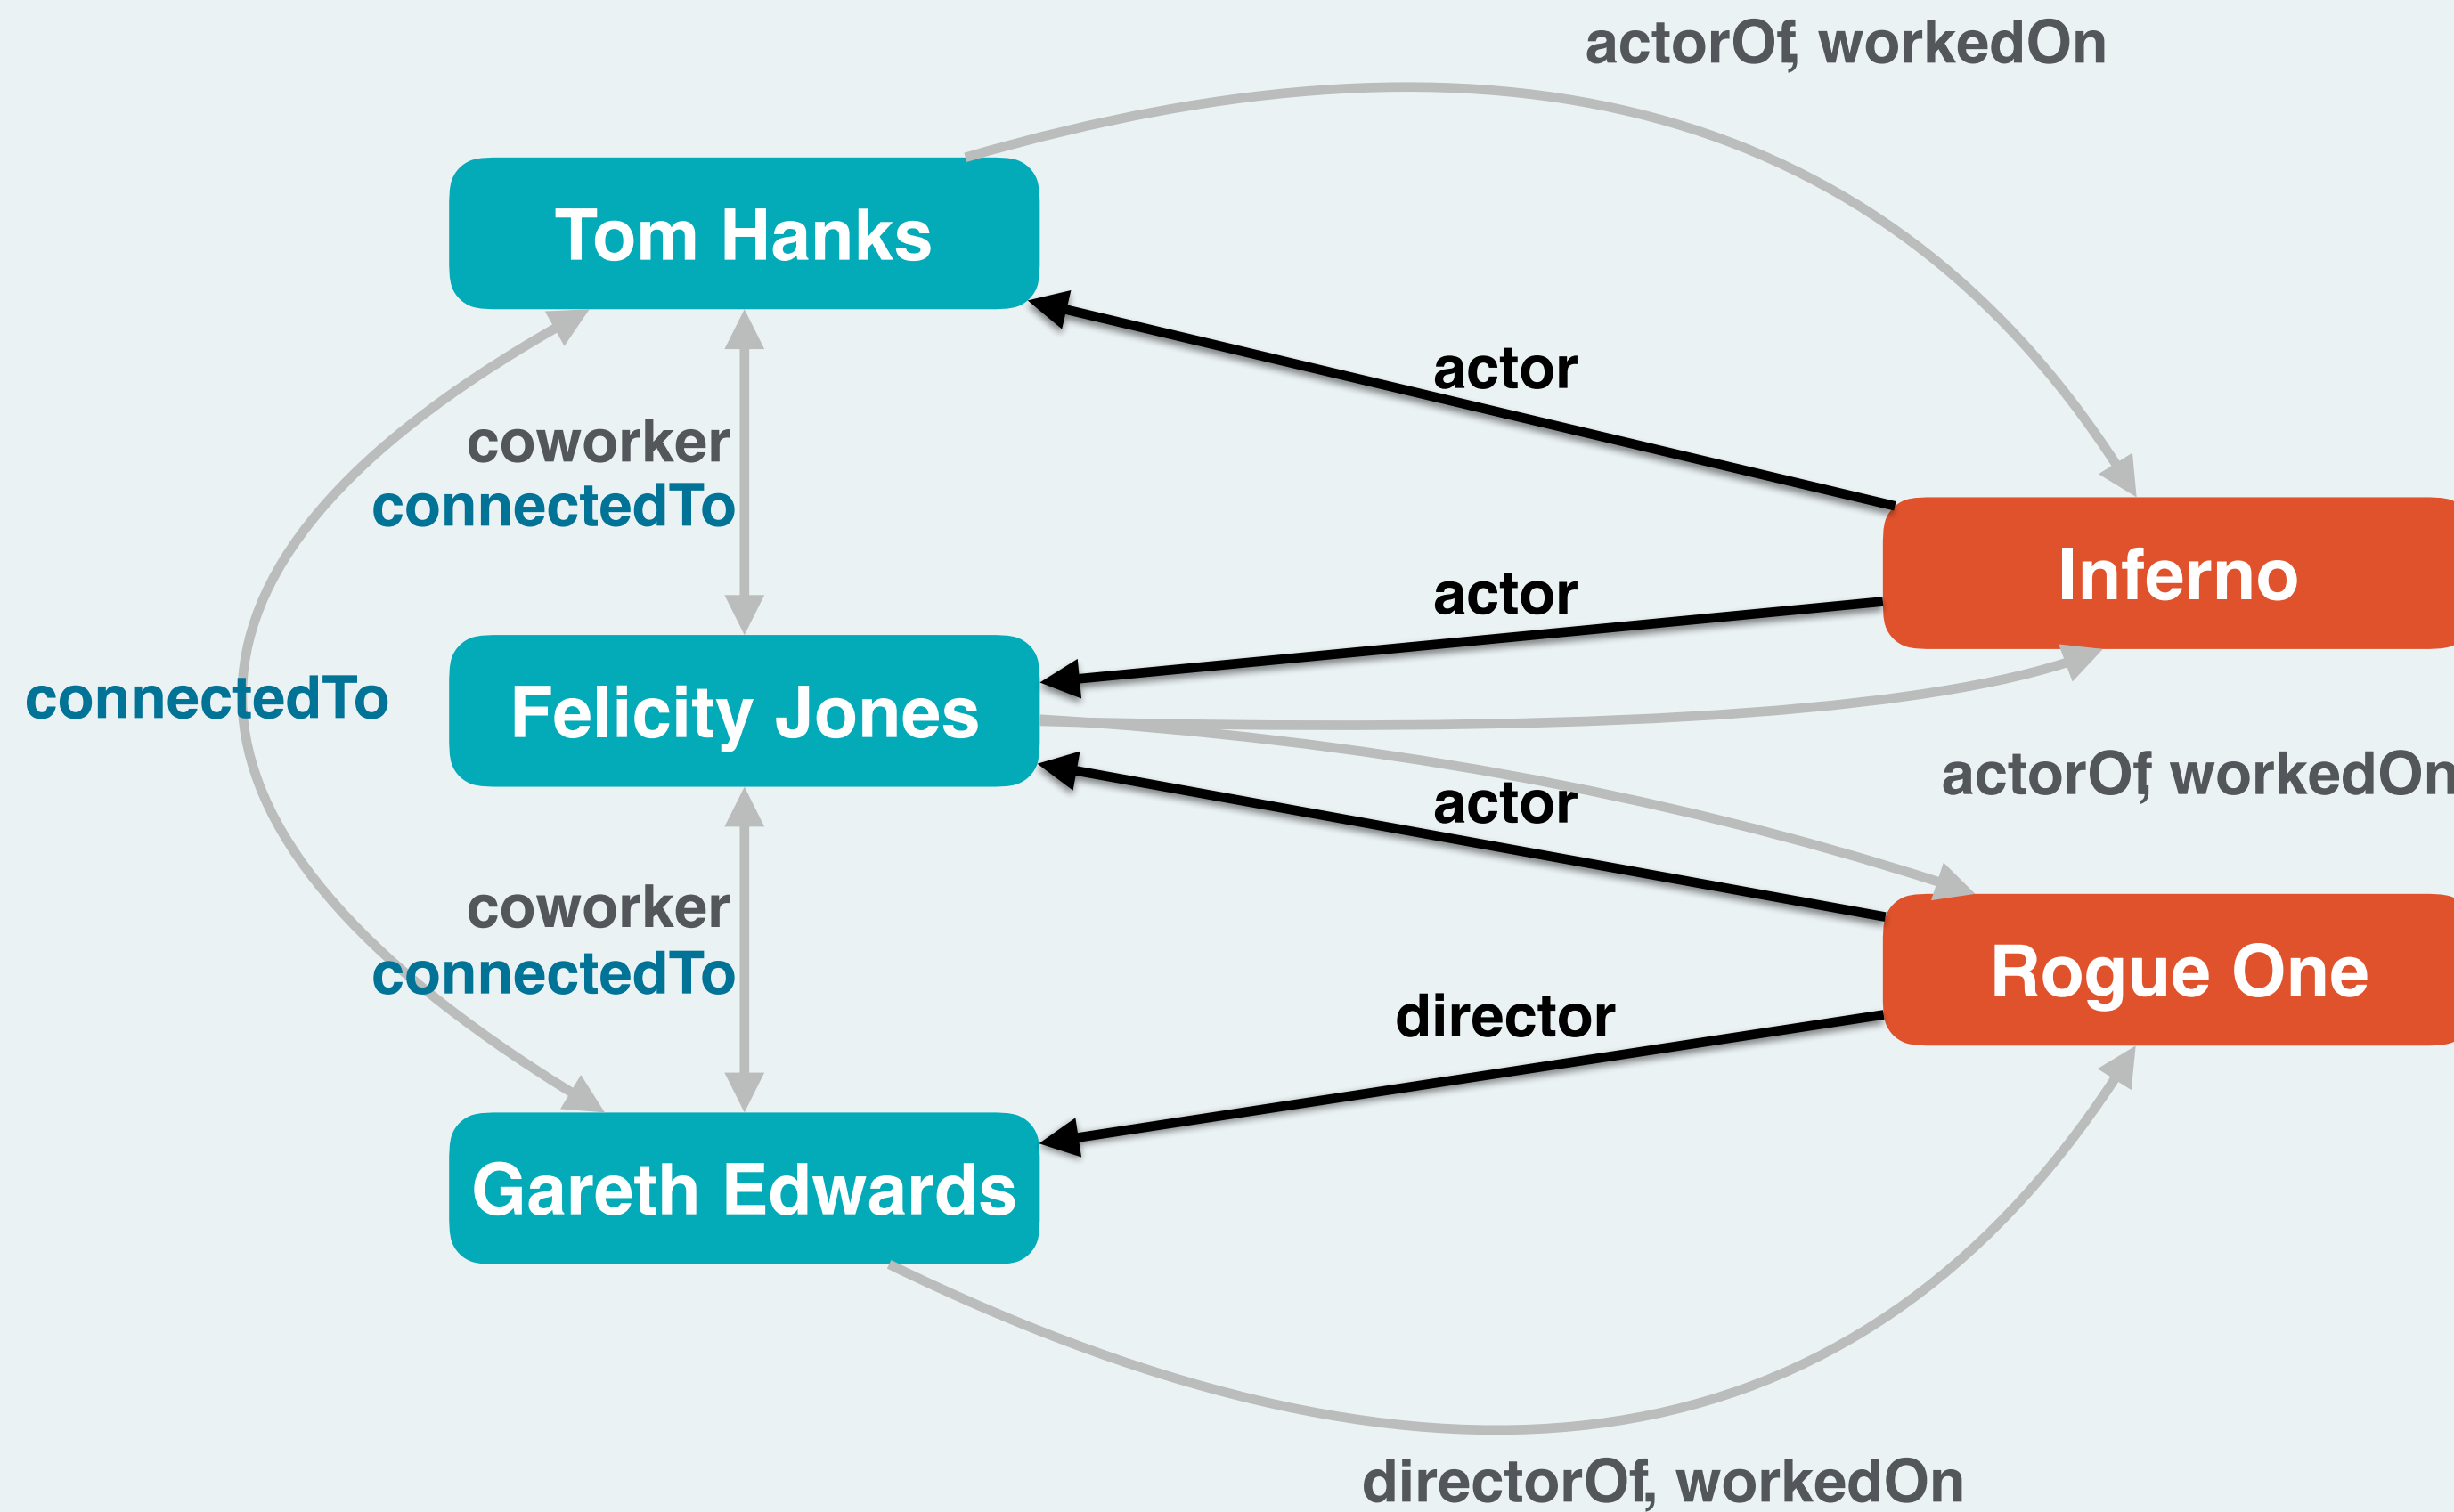 actorOf, workedOn
Tom Hanks
actor
coworker
connectedTo
Inferno
actor
connectedTo
Felicity Jones
actorOf, workedOn
actor
coworker
connectedTo
Rogue One
director
Gareth Edwards
directorOf, workedOn